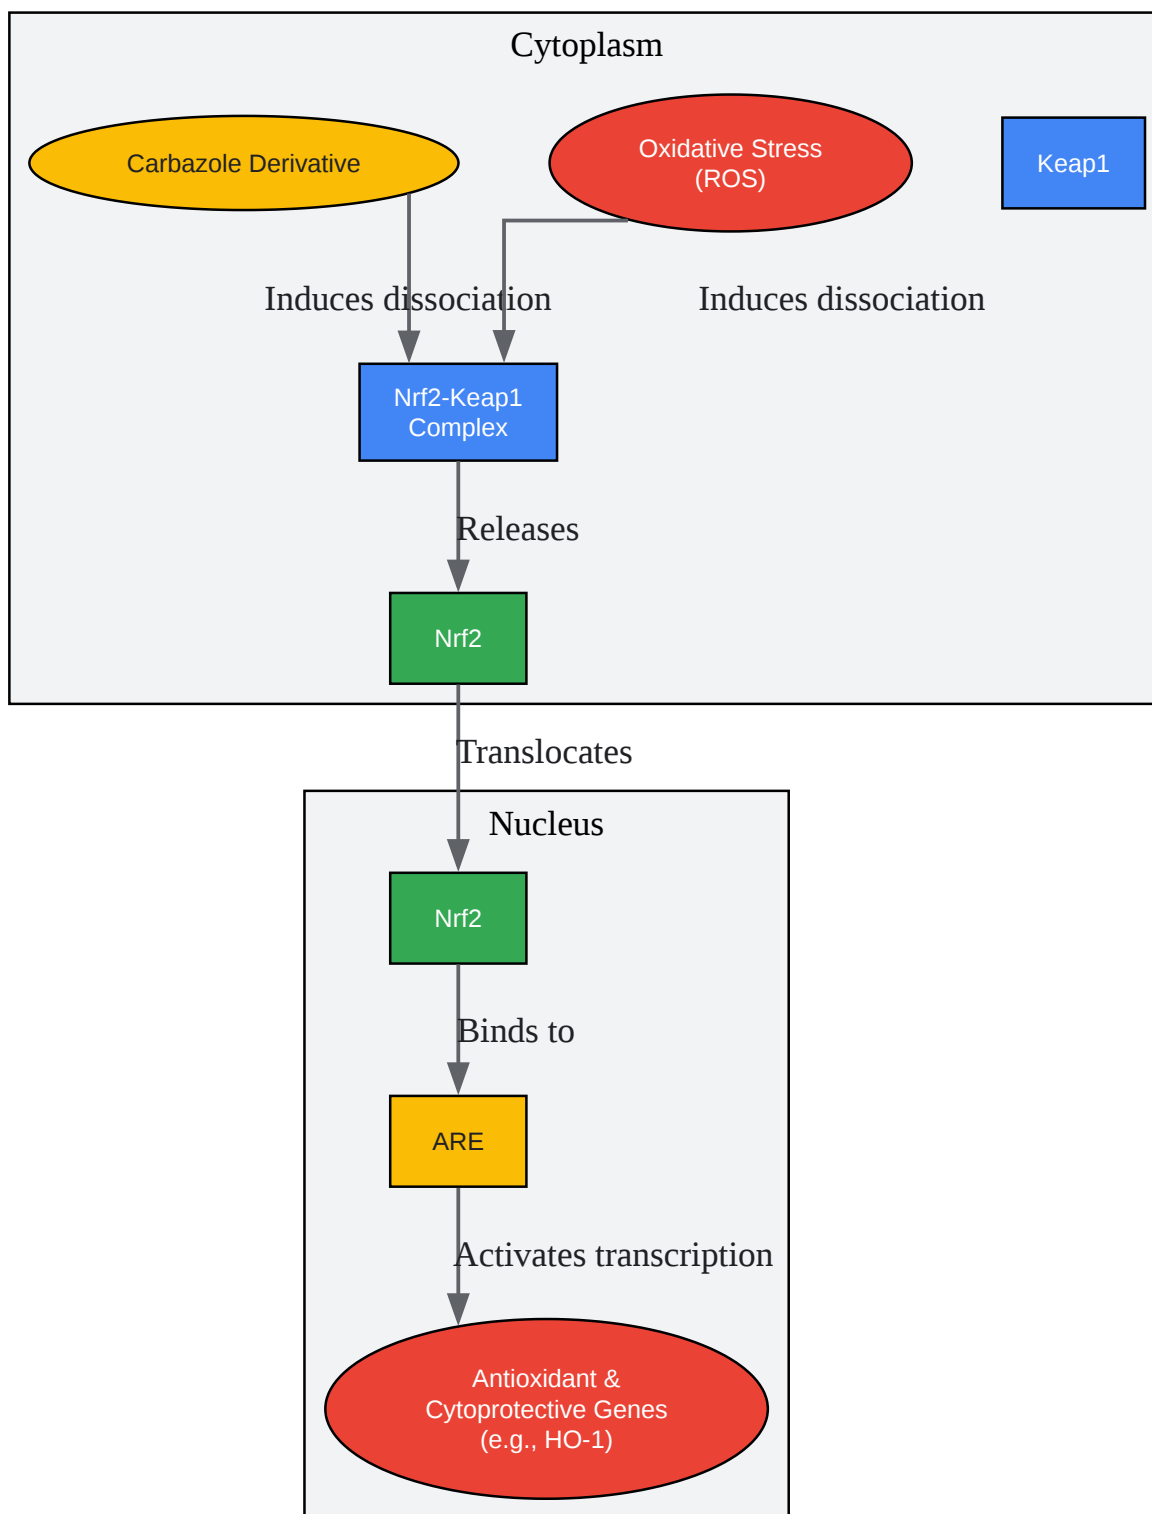 Cytoplasm
Carbazole Derivative
Oxidative Stress
(ROS)
Keap1
Induces dissociation
Induces dissociation
Nrf2-Keap1
Complex
Releases
Nrf2
Translocates
Nucleus
Nrf2
Binds to
ARE
Activates transcription
Antioxidant &
Cytoprotective Genes
(e.g., HO-1)